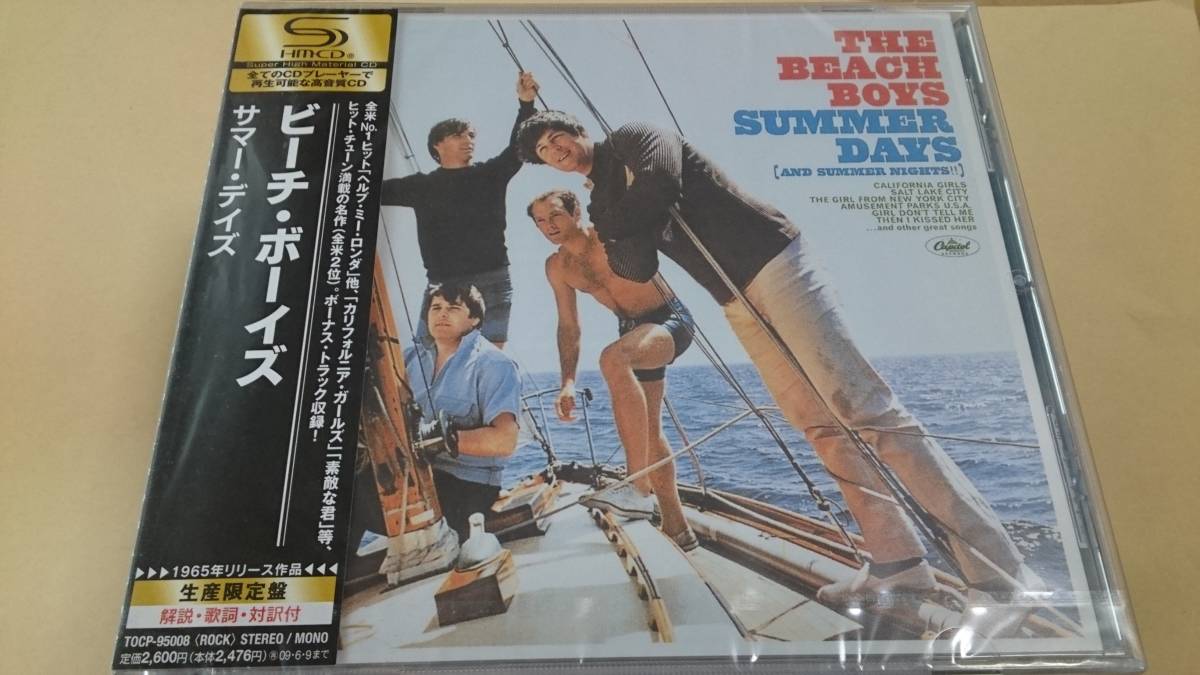 HMCD®
Super High Material CD
全てのCDプレーヤーで
再生可能な高音質CD
ビーチ・ボーイズ
サマー・デイズ
全米No.1ヒット「ヘルプ・ミー・ロンダ」他、「カリフォルニア・ガールズ」「素敵な君」等、
ヒット・チューン満載の名作(全米2位)。ボーナス・トラック収録!
▶▶▶1965年リリース作品◀◀◀
生産限定盤
解説・歌詞・対訳付
TOCP-95008〈ROCK〉STEREO / MONO
定価2,600円(本体2,476円)Ⓡ09・6・9まで
THE
BEACH
BOYS
SUMMER
DAYS
[AND SUMMER NIGHTS!!]
CALIFORNIA GIRLS
SALT LAKE CITY
THE GIRL FROM NEW YORK CITY
AMUSEMENT PARKS U.S.A.
GIRL DON'T TELL ME
THEN I KISSED HER
...and other great songs
Capitol
RECORDS